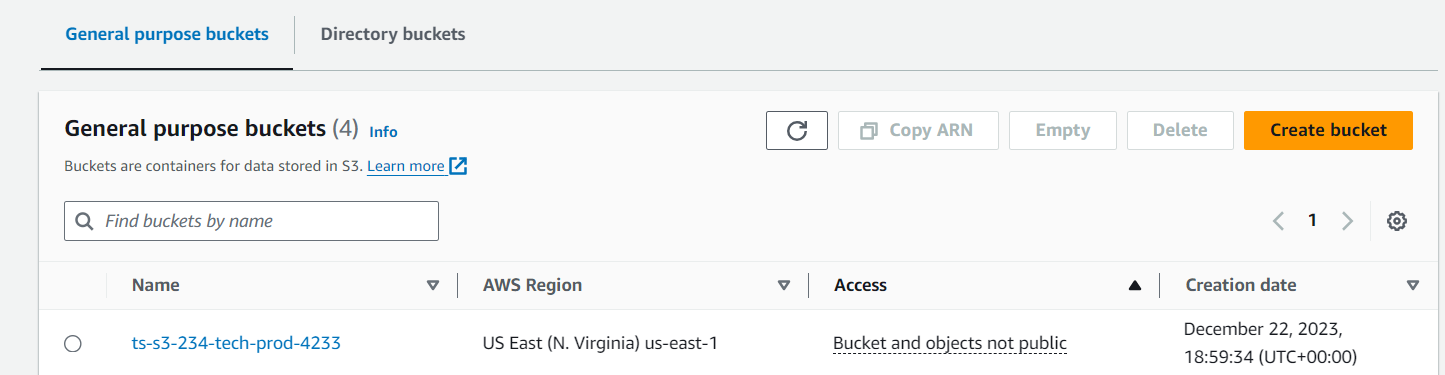 General purpose buckets Directory buckets
General purpose buckets (4) Info
Copy ARN Empty Delete Create bucket
Buckets are containers for data stored in S3. Learn more
Find buckets by name
1
Name AWS Region Access Creation date
ts-s3-234-tech-prod-4233 US East (N. Virginia) us-east-1 Bucket and objects not public December 22, 2023,
18:59:34 (UTC+00:00)